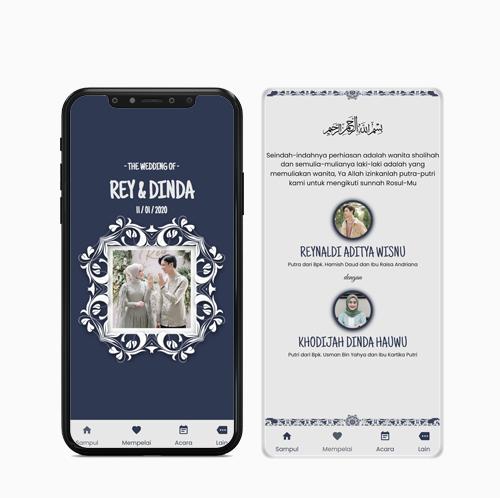 - THE WEDDING OF -
REY & DINDA
11 / 01 / 2020
Sampul
Mempelai
Acara
Lain
بسم الله الرحمن الرحيم
Seindah-indahnya perhiasan adalah wanita shalihah
dan semulia-mulianya laki-laki adalah yang
memuliakan wanita, Ya Allah izinkanlah putra-putri
kami untuk mengikuti sunnah Rosul-Mu
REYNALDI ADITYA WISNU
Putra dari Bpk. Hamish Daud dan Ibu Raisa Andriana
dengan
KHODIJAH DINDA HAUWU
Putri dari Bpk. Usman Bin Yahya dan Ibu Kartika Putri
Sampul
Mempelai
Acara
Lain